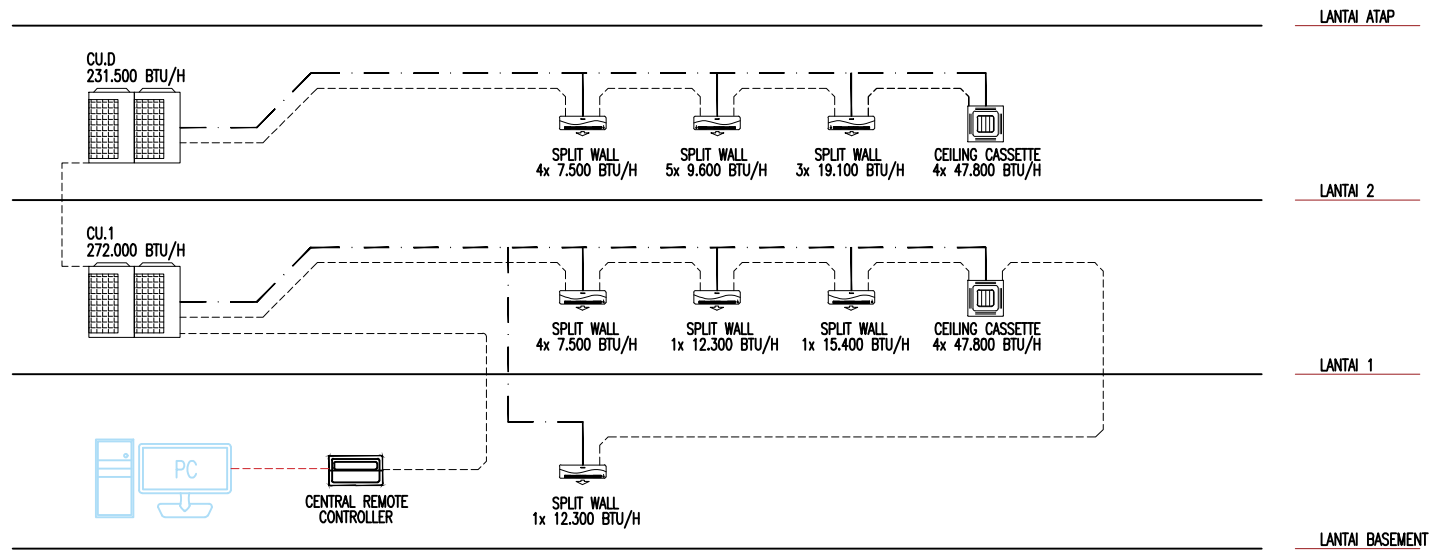 LANTAI ATAP
CU.D
231.500 BTU/H
SPLIT WALL
4x 7.500 BTU/H
SPLIT WALL
5x 9.600 BTU/H
SPLIT WALL
3x 19.100 BTU/H
CEILING CASSETTE
4x 47.800 BTU/H
LANTAI 2
CU.1
272.000 BTU/H
SPLIT WALL
4x 7.500 BTU/H
SPLIT WALL
1x 12.300 BTU/H
SPLIT WALL
1x 15.400 BTU/H
CEILING CASSETTE
4x 47.800 BTU/H
LANTAI 1
PC
CENTRAL REMOTE
CONTROLLER
SPLIT WALL
1x 12.300 BTU/H
LANTAI BASEMENT